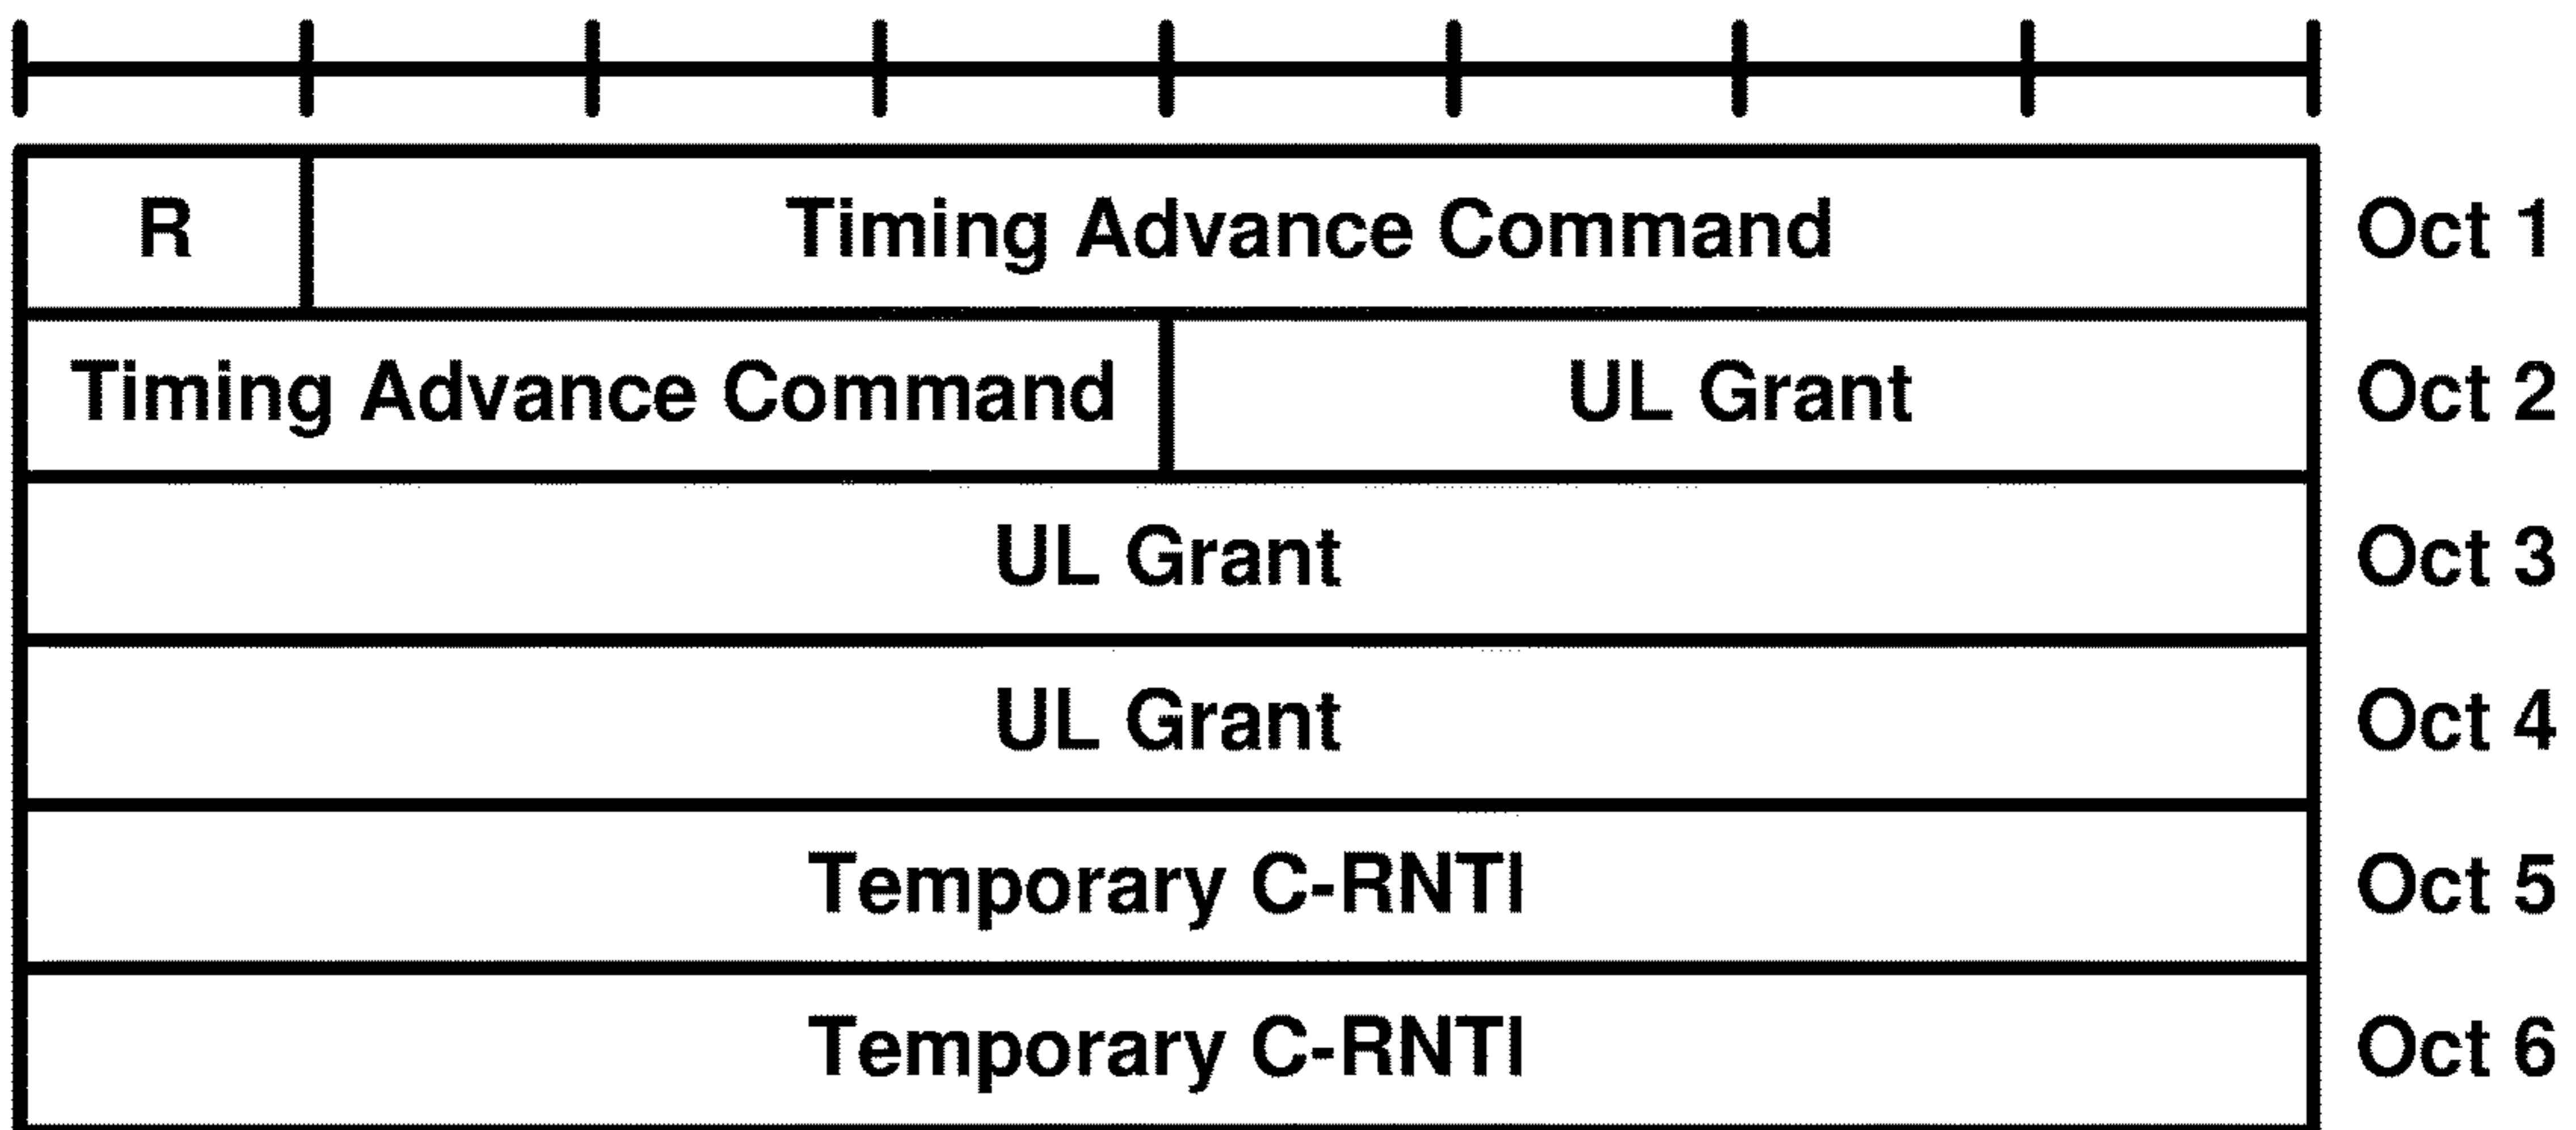 R Timing Advance Command Oct 1
Timing Advance Command UL Grant Oct 2
UL Grant Oct 3
UL Grant Oct 4
Temporary C-RNTI Oct 5
Temporary C-RNTI Oct 6